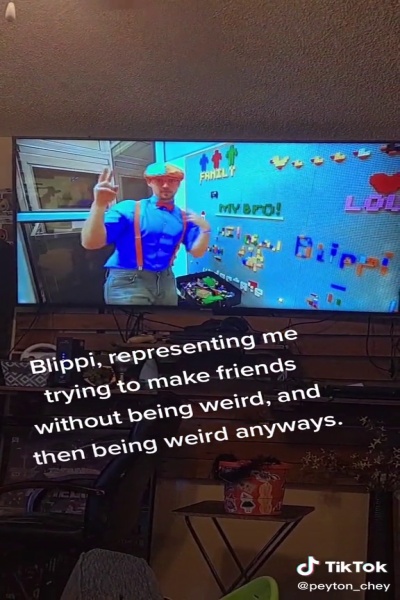 FAMILY
MY BRO!
LOV
Blippi
Blippi, representing me
trying to make friends
without being weird, and
then being weird anyways.
TikTok
@peyton_chey